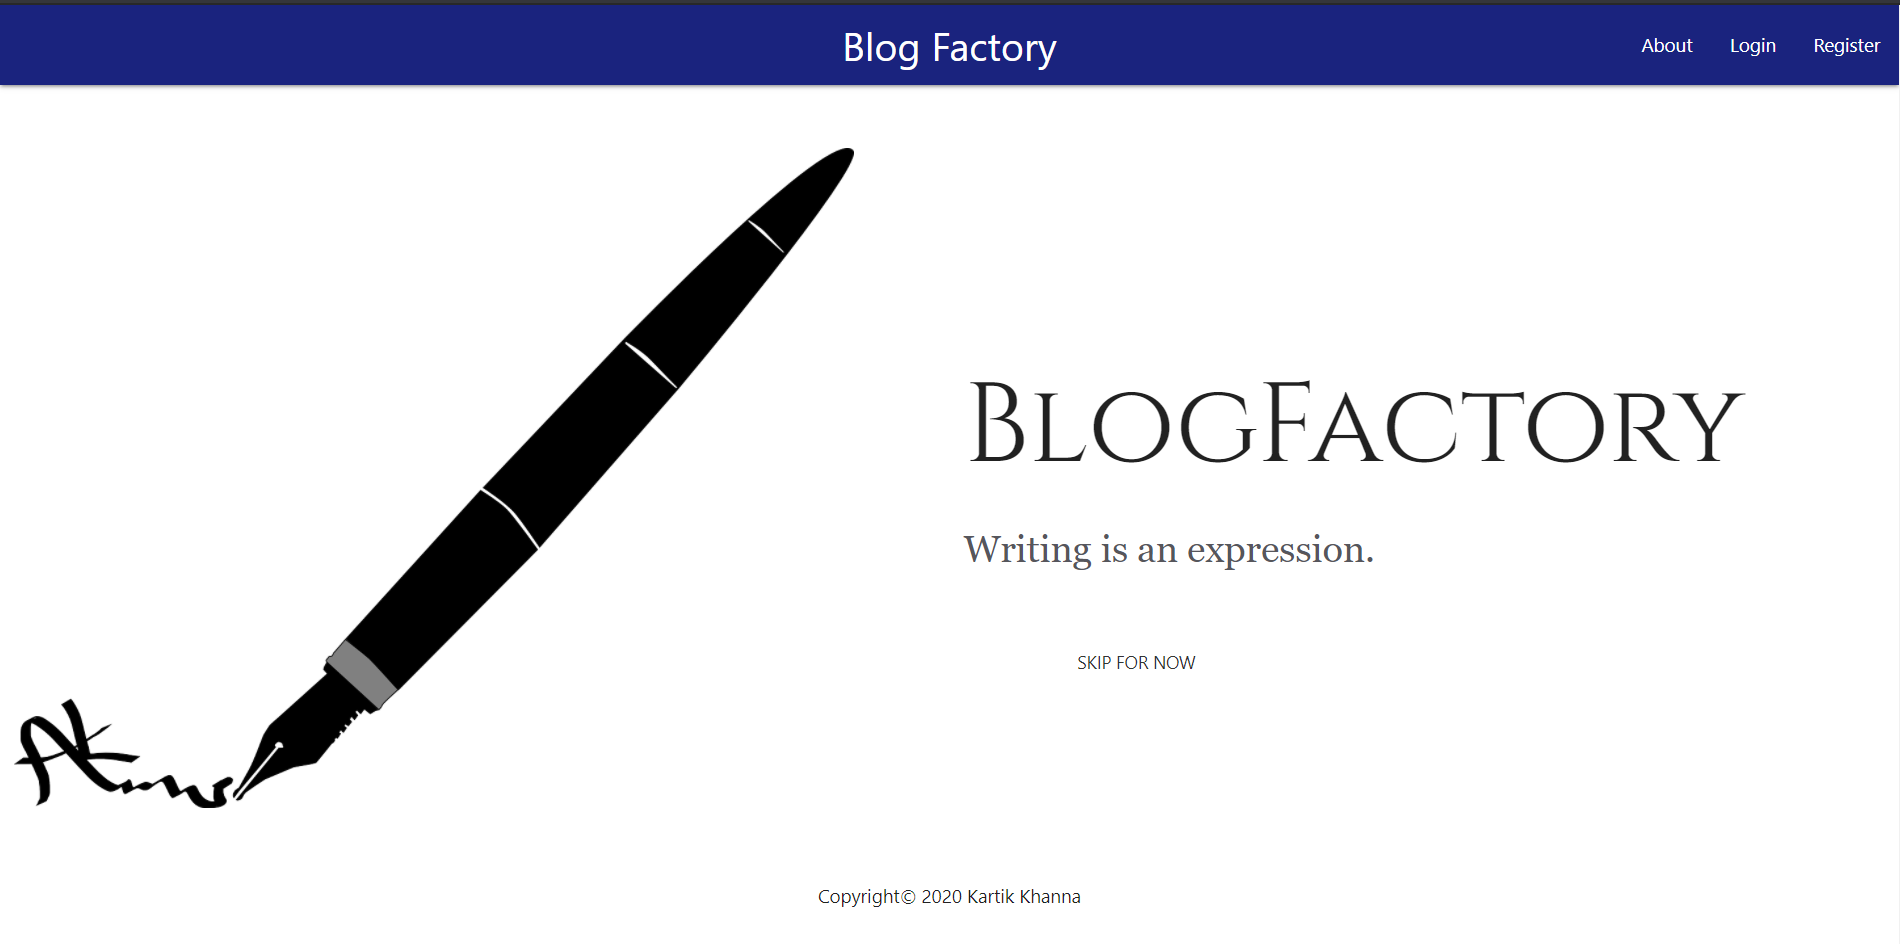 Blog Factory
About Login Register
BlogFactory
Writing is an expression.
SKIP FOR NOW
Copyright© 2020 Kartik Khanna